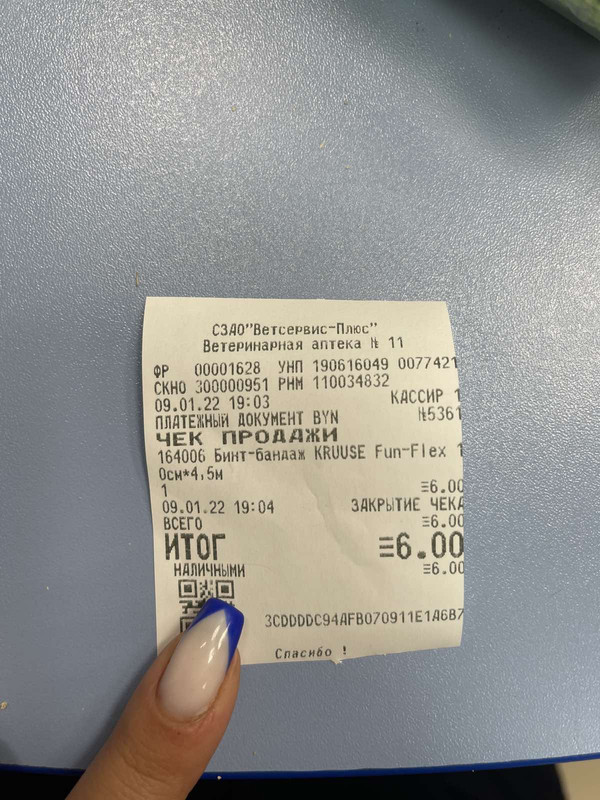 СЗАО"Ветсервис-Плюс"
Ветеринарная аптека № 11
ФР 00001628 УНП 190616049 0077421
СКНО 300000951 РНМ 110034832
09.01.22 19:03 КАССИР 1
ПЛАТЕЖНЫЙ ДОКУМЕНТ BYN №5361
ЧЕК ПРОДАЖИ
164006 Бинт-бандаж KRUUSE Fun-Flex 1
0см*4,5м
1 ≡6.00
09.01.22 19:04 ЗАКРЫТИЕ ЧЕКА
ВСЕГО ≡6.00
ИТОГ ≡6.00
НАЛИЧНЫМИ ≡6.00
3CDDDDC94AFB070911E1A6B7
Спасибо !